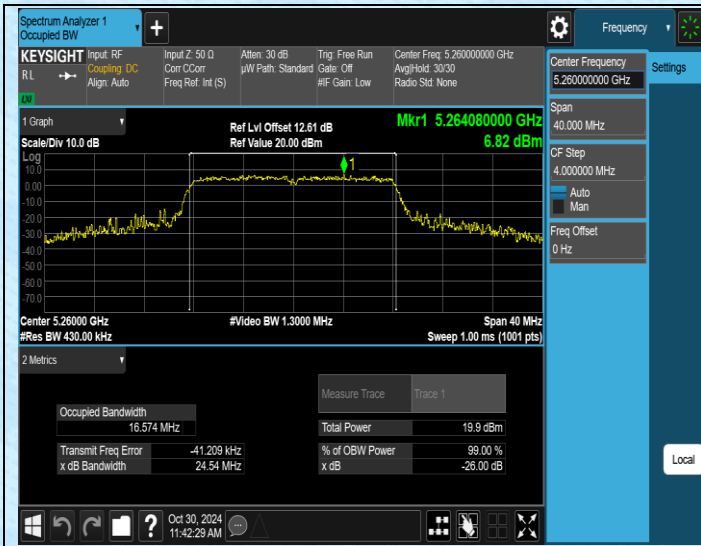 Spectrum Analyzer 1
Occupied BW
Frequency
KEYSIGHT
RL
LXI
Input: RF
Coupling: DC
Align: Auto
Input Z: 50 Ω
Corr CCorr
Freq Ref: Int (S)
Atten: 30 dB
µW Path: Standard
Trig: Free Run
Gate: Off
#IF Gain: Low
Center Freq: 5.260000000 GHz
Avg|Hold: 30/30
Radio Std: None
1 Graph
Scale/Div 10.0 dB
Ref Lvl Offset 12.61 dB
Ref Value 20.00 dBm
Mkr1 5.264080000 GHz
6.82 dBm
Log
10.0
0.00
-10.0
-20.0
-30.0
-40.0
-50.0
-60.0
-70.0
1
Center 5.26000 GHz
#Res BW 430.00 kHz
#Video BW 1.3000 MHz
Span 40 MHz
Sweep 1.00 ms (1001 pts)
2 Metrics
Measure Trace
Trace 1
Occupied Bandwidth
16.574 MHz
Total Power
19.9 dBm
Transmit Freq Error
-41.209 kHz
% of OBW Power
99.00 %
x dB Bandwidth
24.54 MHz
x dB
-26.00 dB
Oct 30, 2024
11:42:29 AM
Center Frequency
5.260000000 GHz
Settings
Span
40.000 MHz
CF Step
4.000000 MHz
Auto
Man
Freq Offset
0 Hz
Local